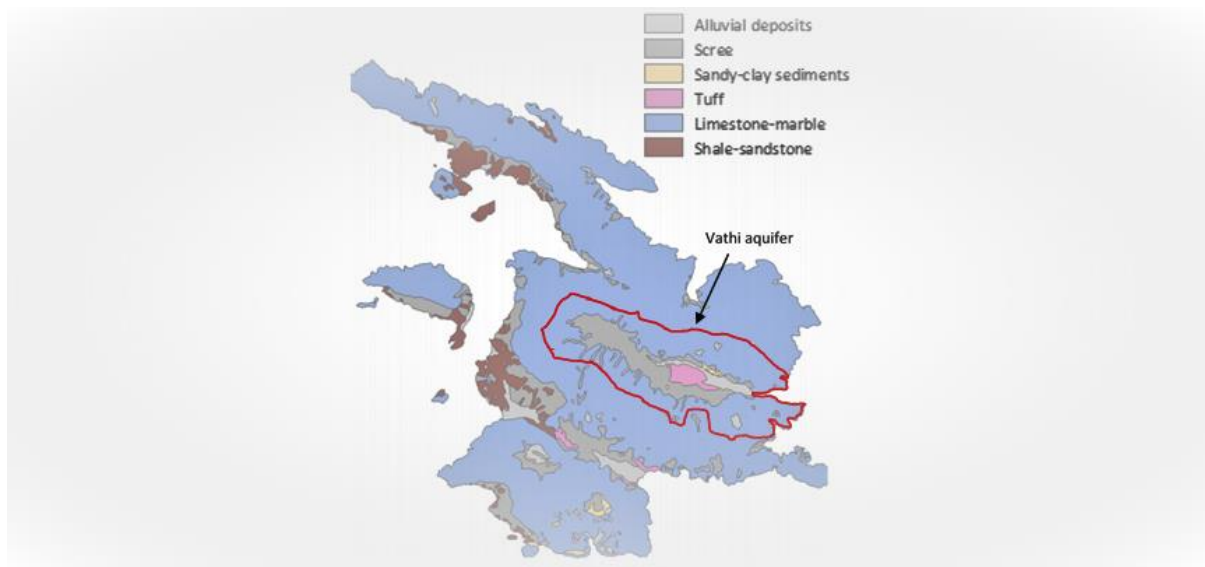 Alluvial deposits
Scree
Sandy-clay sediments
Tuff
Limestone-marble
Shale-sandstone
Vathi aquifer